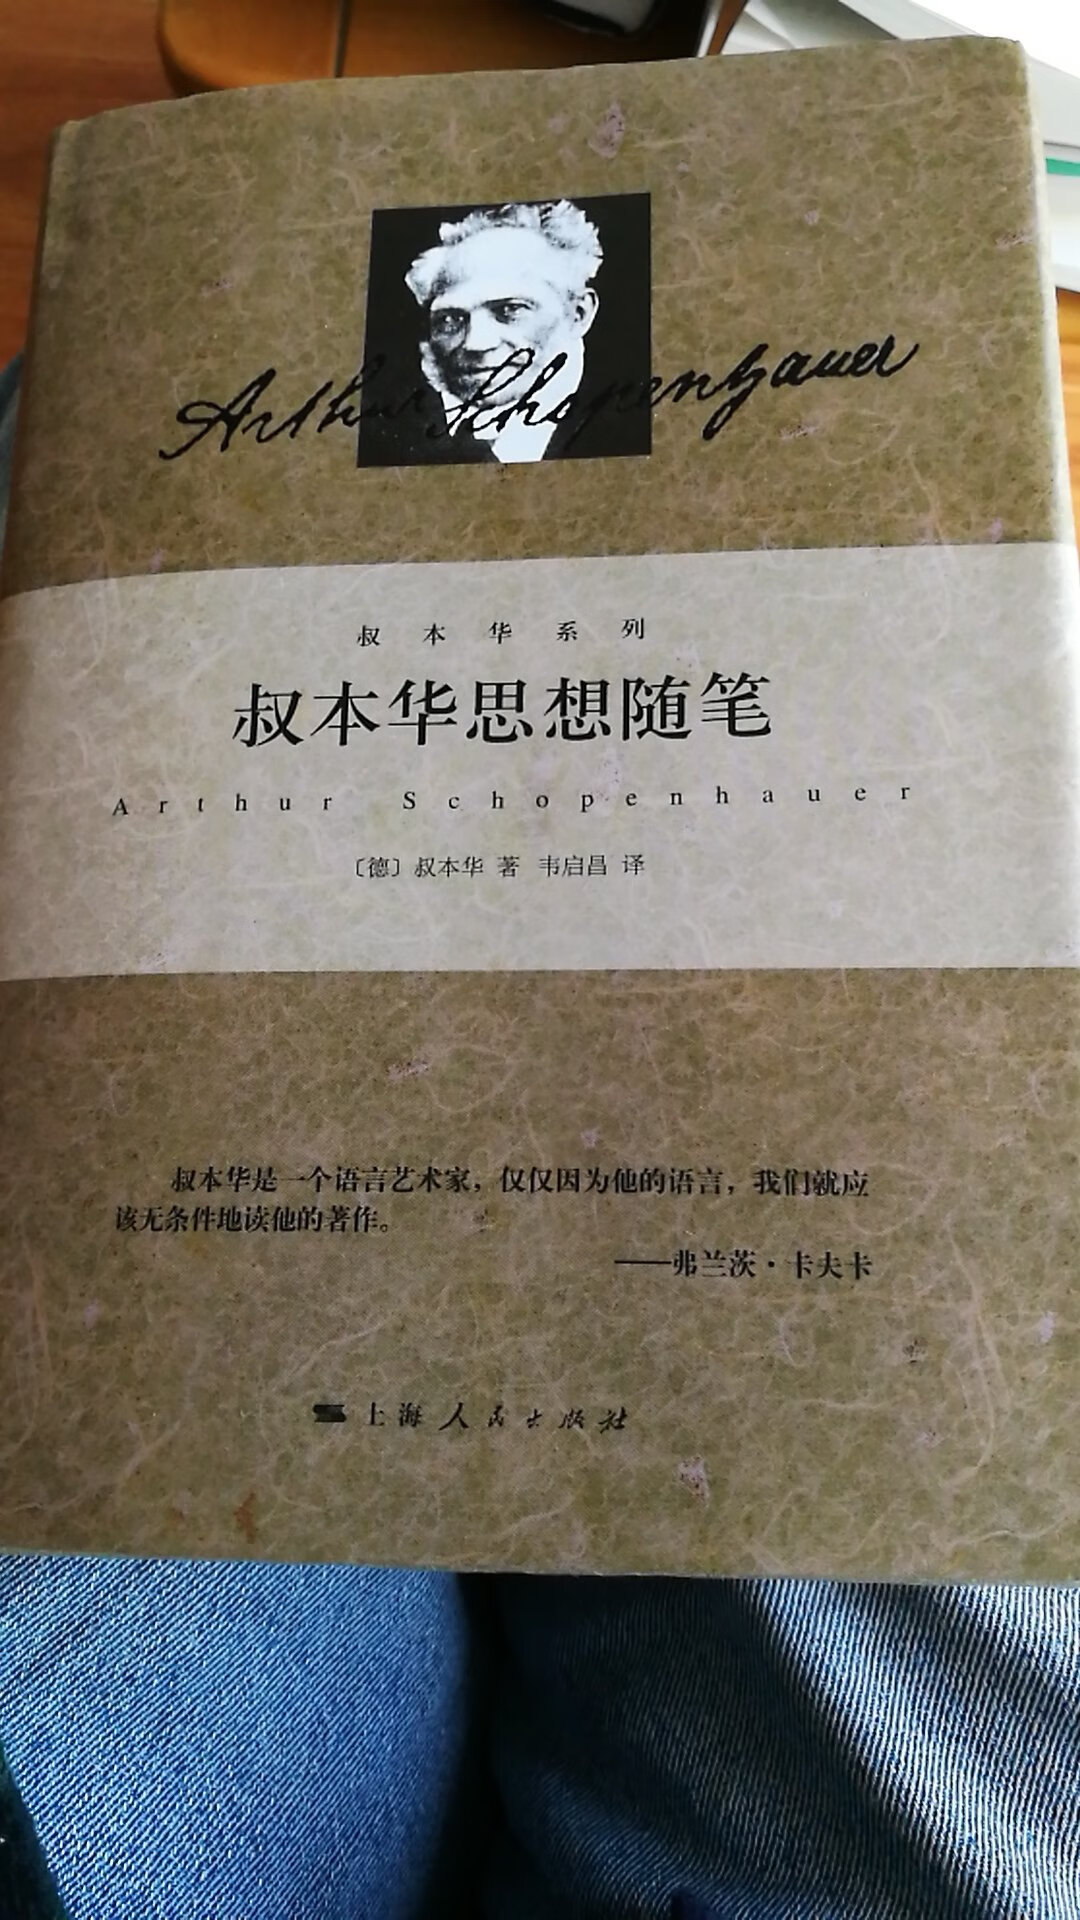 Arthur Schopenhauer
叔本华系列
叔本华思想随笔
Arthur Schopenhauer
〔德〕叔本华 著 韦启昌 译
叔本华是一个语言艺术家，仅仅因为他的语言，我们就应
该无条件地读他的著作。
——弗兰茨·卡夫卡
上海人民出版社